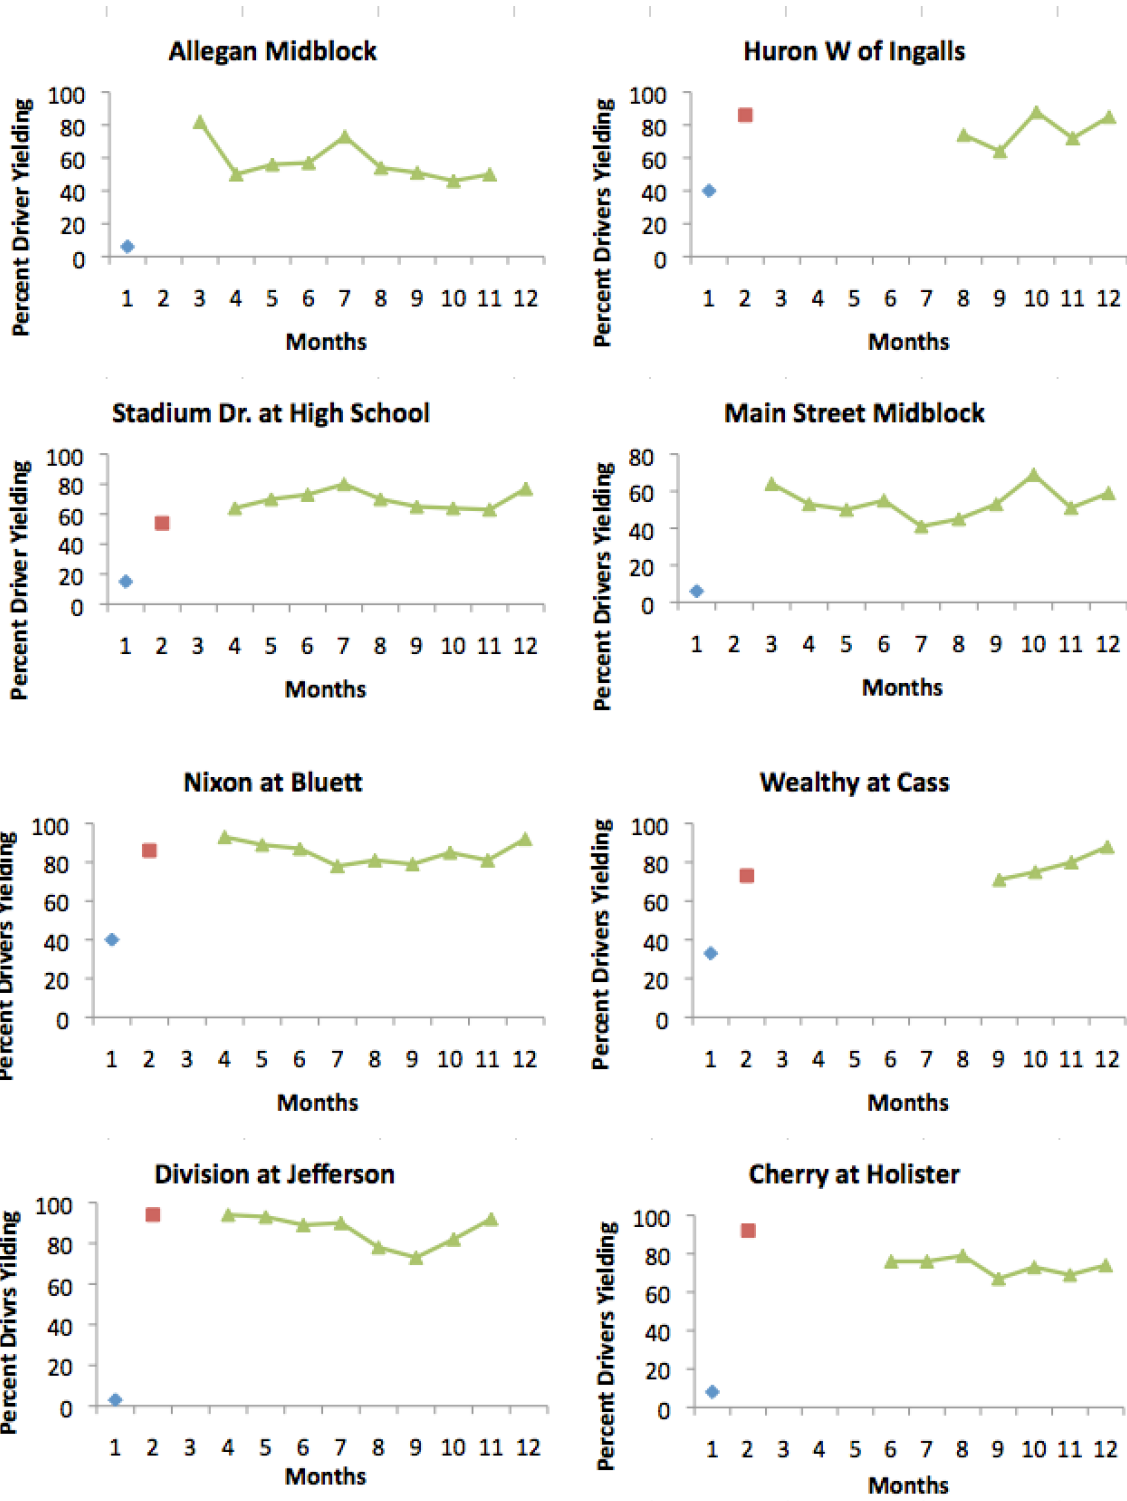 Allegan Midblock
Percent Driver Yielding
100
80
60
40
20
0
1 2 3 4 5 6 7 8 9 10 11 12
Months
Huron W of Ingalls
Percent Drivers Yielding
100
80
60
40
20
0
1 2 3 4 5 6 7 8 9 10 11 12
Months
Stadium Dr. at High School
Percent Driver Yielding
100
80
60
40
20
0
1 2 3 4 5 6 7 8 9 10 11 12
Months
Main Street Midblock
Percent Drivers Yielding
80
60
40
20
0
1 2 3 4 5 6 7 8 9 10 11 12
Months
Nixon at Bluett
Percent Drivers Yielding
100
80
60
40
20
0
1 2 3 4 5 6 7 8 9 10 11 12
Months
Wealthy at Cass
Percent Drivers Yielding
100
80
60
40
20
0
1 2 3 4 5 6 7 8 9 10 11 12
Months
Division at Jefferson
Percent Drivrs Yilding
100
80
60
40
20
0
1 2 3 4 5 6 7 8 9 10 11 12
Months
Cherry at Holister
Percent Drivers Yielding
100
80
60
40
20
0
1 2 3 4 5 6 7 8 9 10 11 12
Months